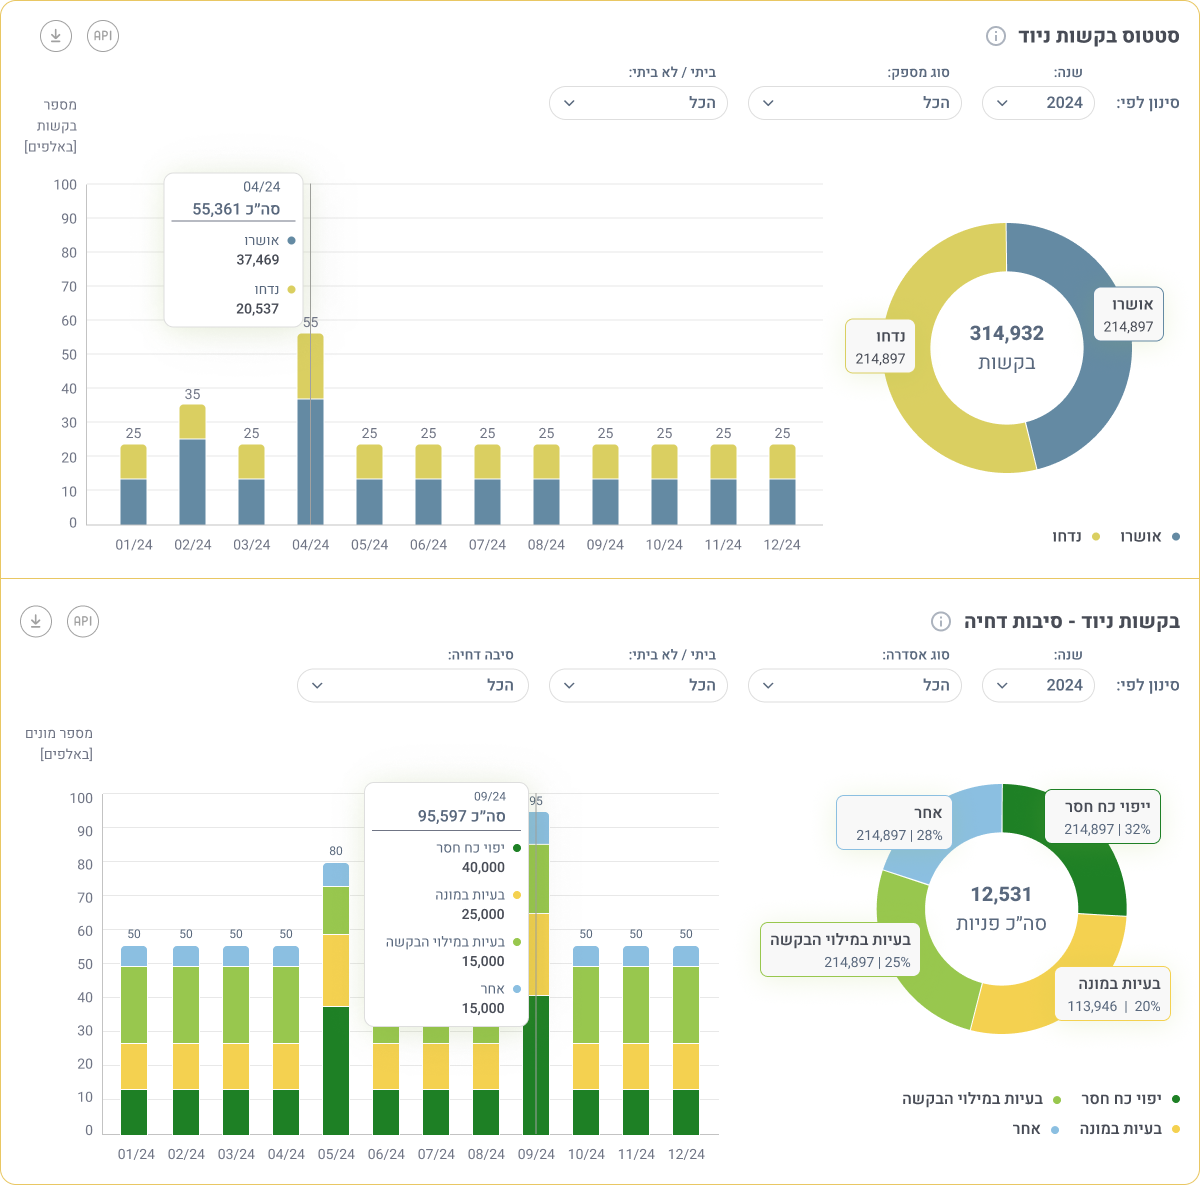 סטטוס בקשות ניוד
API
סינון לפי:
שנה:
2024
סוג מספק:
הכל
ביתי / לא ביתי:
הכל
מספר
בקשות
[באלפים]
100
90
80
70
60
50
40
30
20
10
0
04/24
סה״כ 55,361
אושרו
37,469
נדחו
20,537
25
35
25
55
25
25
25
25
25
25
25
25
01/24
02/24
03/24
04/24
05/24
06/24
07/24
08/24
09/24
10/24
11/24
12/24
אושרו
214,897
נדחו
214,897
314,932
בקשות
אושרו
נדחו
בקשות ניוד - סיבות דחיה
API
סינון לפי:
שנה:
2024
סוג אסדרה:
הכל
ביתי / לא ביתי:
הכל
סיבה דחיה:
הכל
מספר מונים
[באלפים]
100
90
80
70
60
50
40
30
20
10
0
09/24
סה״כ 95,597
יפוי כח חסר
40,000
בעיות במונה
25,000
בעיות במילוי הבקשה
15,000
אחר
15,000
50
50
50
50
80
95
50
50
50
01/24
02/24
03/24
04/24
05/24
06/24
07/24
08/24
09/24
10/24
11/24
12/24
ייפוי כח חסר
214,897 | 32%
אחר
214,897 | 28%
בעיות במילוי הבקשה
214,897 | 25%
בעיות במונה
113,946 | 20%
12,531
סה״כ פניות
יפוי כח חסר
בעיות במילוי הבקשה
בעיות במונה
אחר